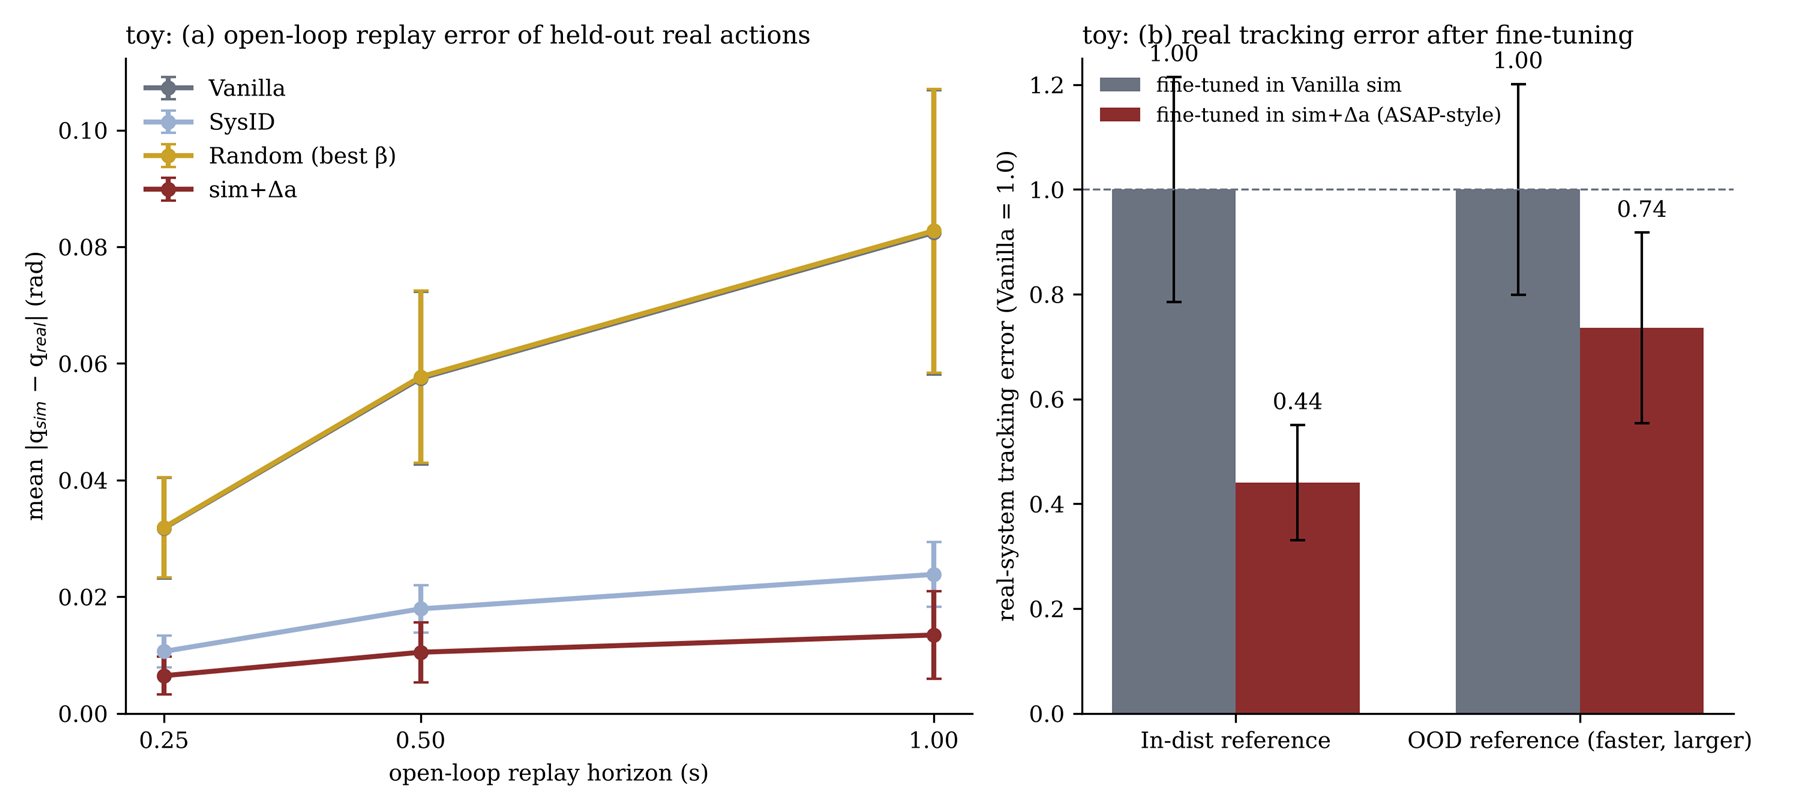 toy: (a) open-loop replay error of held-out real actions
Vanilla
SysID
Random (best β)
sim+Δa
mean |q_sim − q_real| (rad)
0.10
0.08
0.06
0.04
0.02
0.00
0.25 0.50 1.00
open-loop replay horizon (s)
toy: (b) real tracking error after fine-tuning
fine-tuned in Vanilla sim
fine-tuned in sim+Δa (ASAP-style)
real-system tracking error (Vanilla = 1.0)
1.2
1.0
0.8
0.6
0.4
0.2
0.0
1.00
0.44
1.00
0.74
In-dist reference
OOD reference (faster, larger)